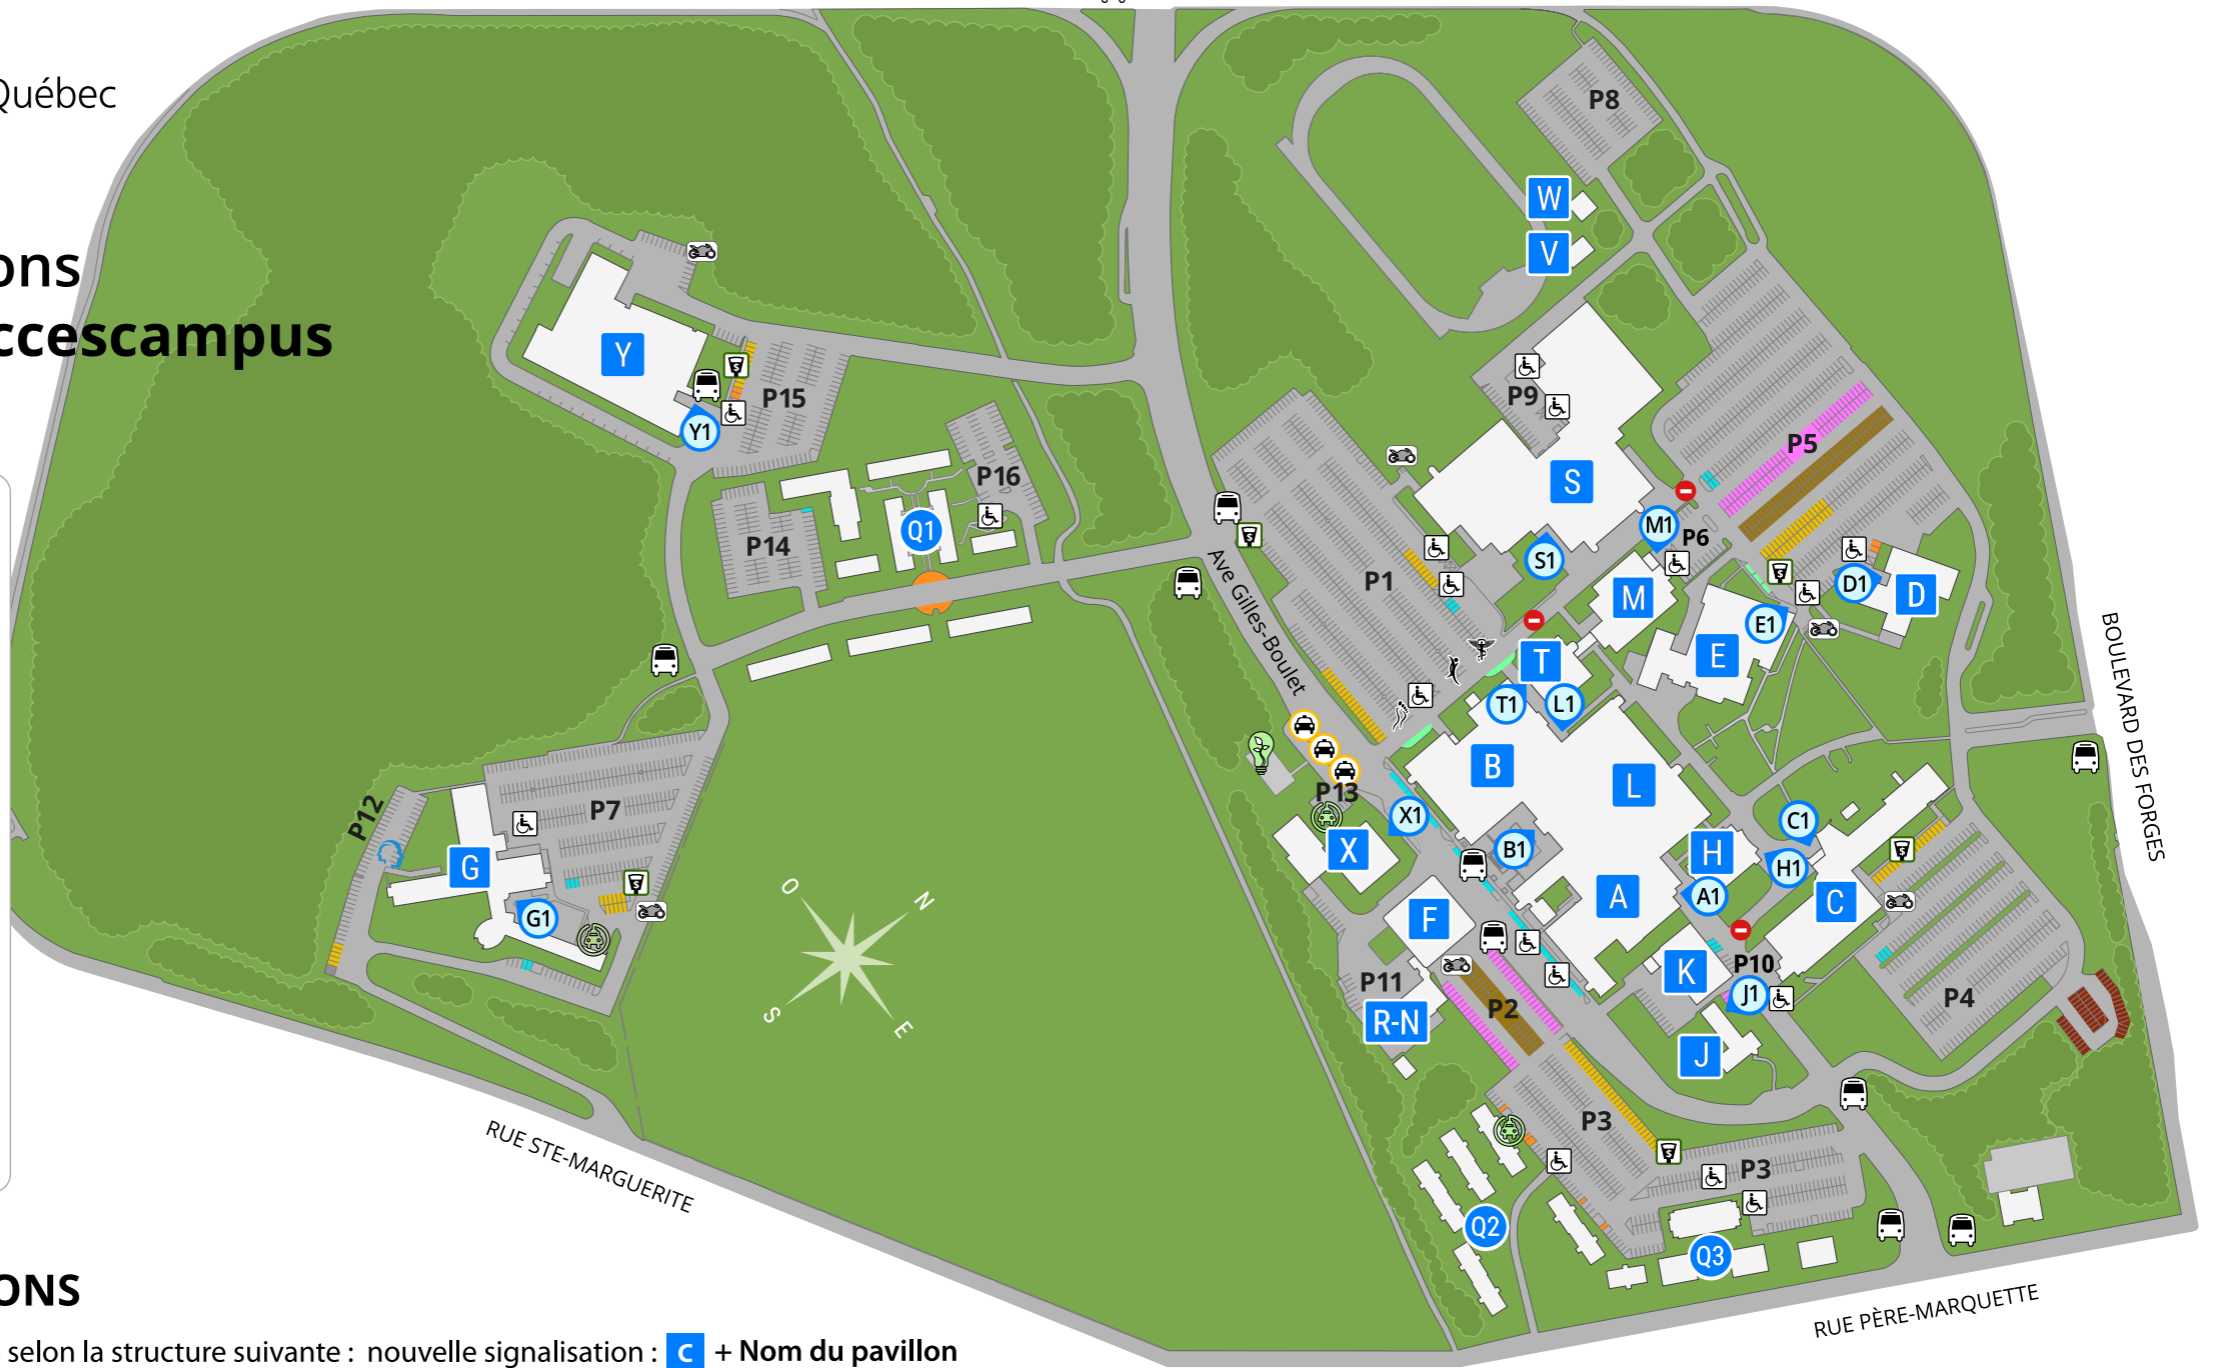 Québec
ons
ccescampus
P8
W
V
Y
P15
Y1
P9
P5
P16
S
Q1
P14
M1
P6
S1
P1
D1
D
M
E1
E
T
T1
L1
Ave Gilles-Boulet
BOULEVARD DES FORGES
B
L
P13
P12
P7
X1
C1
G
X
B1
H
H1
A
A1
C
G1
F
O
N
S
E
K
P10
P11
J1
P4
P2
R-N
J
P3
P3
RUE STE-MARGUERITE
Q2
Q3
RUE PÈRE-MARQUETTE
ONS
selon la structure suivante : nouvelle signalisation : C + Nom du pavillon